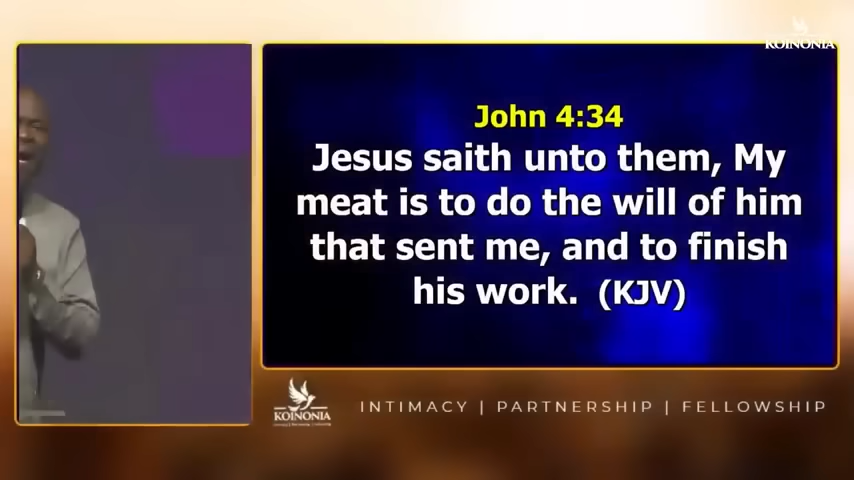 KOINONIA
John 4:34
Jesus saith unto them, My
meat is to do the will of him
that sent me, and to finish
his work. (KJV)
KOINONIA
INTIMACY | PARTNERSHIP | FELLOWSHIP